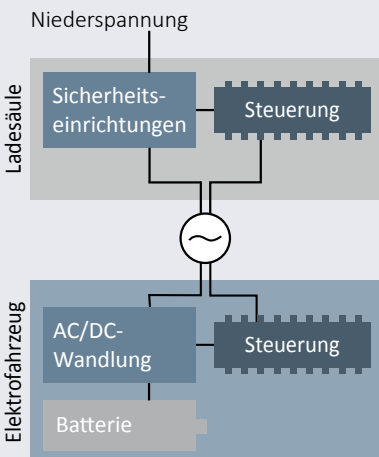 Niederspannung
Ladesäule
Sicherheits-
einrichtungen
Steuerung
Elektrofahrzeug
AC/DC-
Wandlung
Steuerung
Batterie